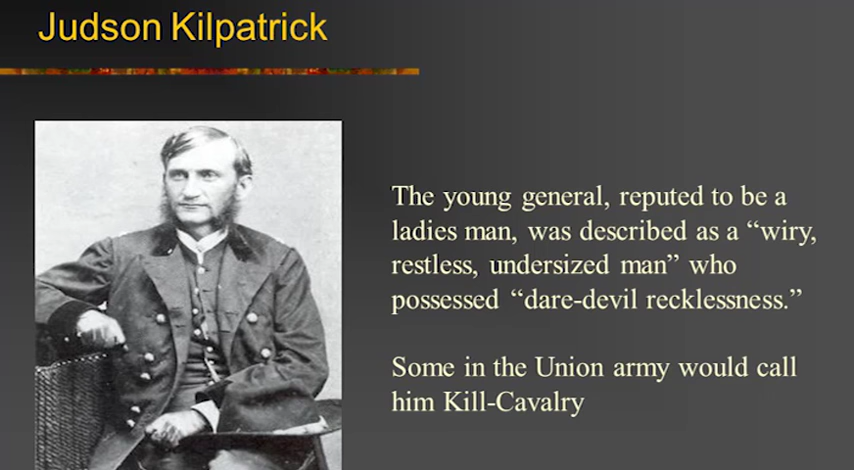 Judson Kilpatrick
The young general, reputed to be a
ladies man, was described as a “wiry,
restless, undersized man” who
possessed “dare-devil recklessness.”
Some in the Union army would call
him Kill-Cavalry